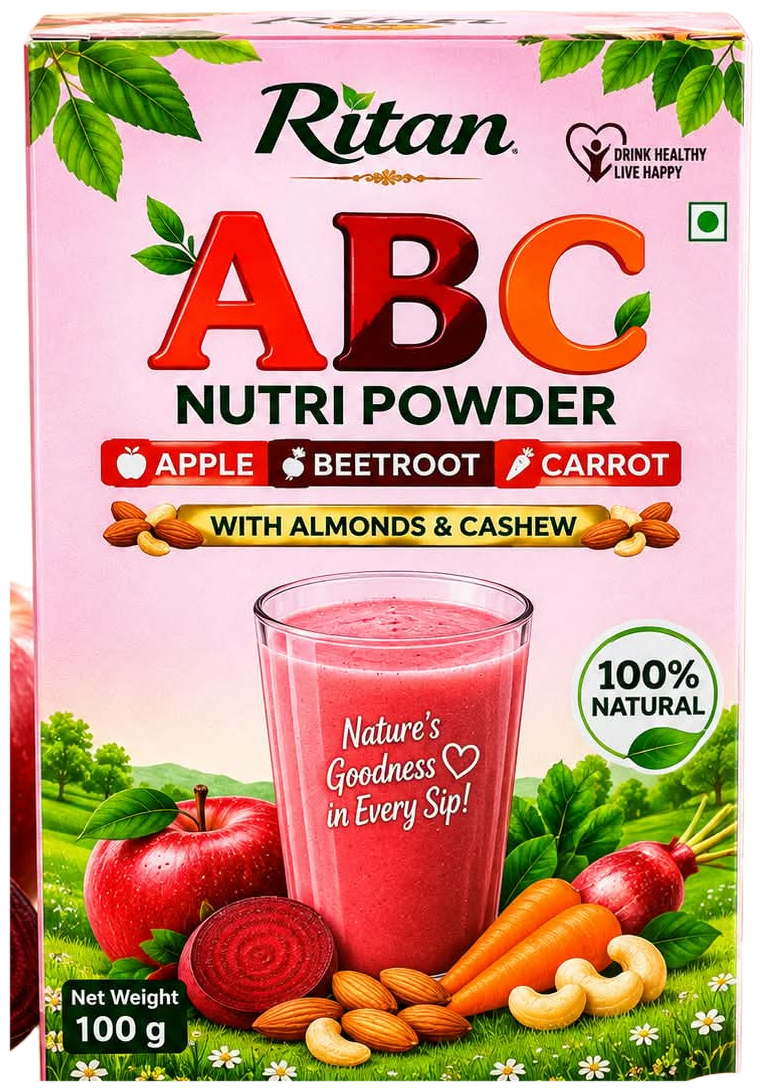 Ritan
Ritan
DRINK HEALTHY
LIVE HAPPY
ABC
NUTRI POWDER
APPLE BEETROOT CARROT
WITH ALMONDS & CASHEW
100%
NATURAL
Nature's
Goodness
in Every Sip!
Net Weight
100 g